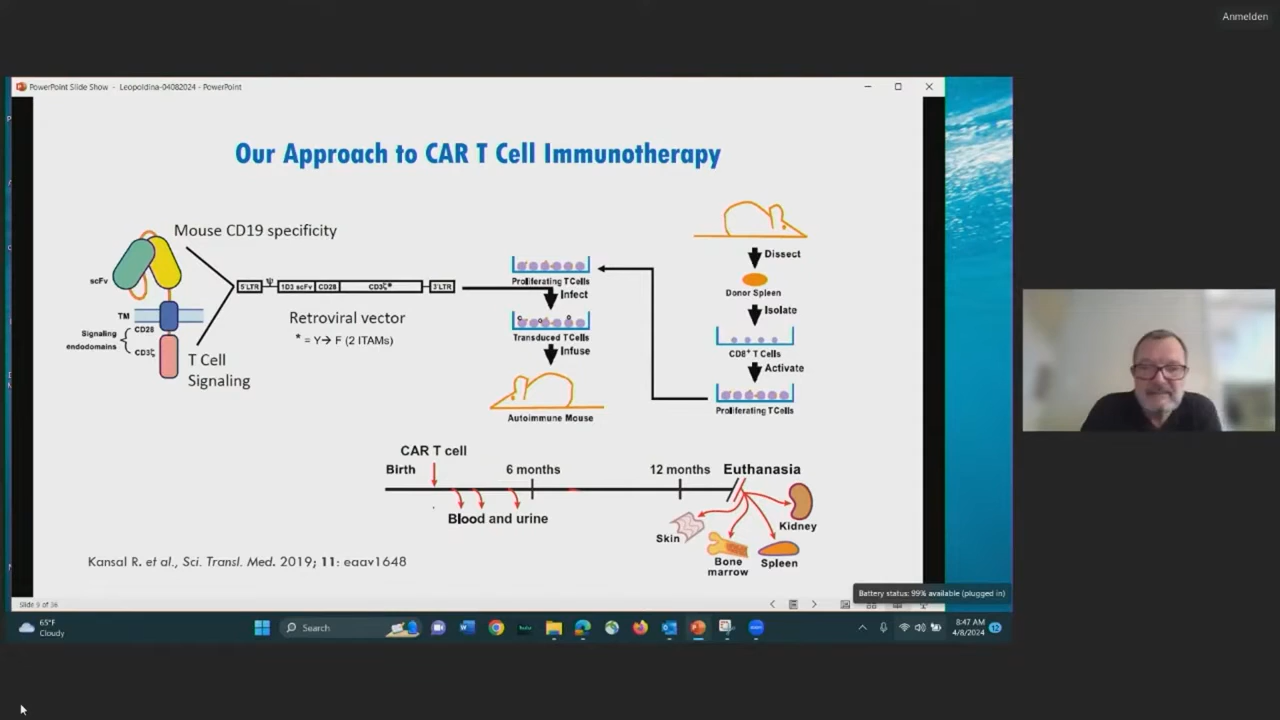 Anmelden
PowerPoint Slide Show - Leopoldina-04082024 - PowerPoint
Our Approach to CAR T Cell Immunotherapy
Mouse CD19 specificity
scFv
TM
CD28
Signaling
endodomains
CD3ζ
T Cell
Signaling
5'LTR
Ψ
1D3 scFv
CD28
CD3ζ*
3'LTR
Retroviral vector
* = Y→ F (2 ITAMs)
Proliferating T Cells
Infect
Transduced T Cells
Infuse
Autoimmune Mouse
Dissect
Donor Spleen
Isolate
CD8+ T Cells
Activate
Proliferating T Cells
CAR T cell
Birth
6 months
12 months
Euthanasia
Blood and urine
Skin
Bone
marrow
Spleen
Kidney
Kansal R. et al., Sci. Transl. Med. 2019; 11: eaav1648
Battery status: 99% available (plugged in)
Slide 9 of 36
65°F
Cloudy
Search
8:47 AM
4/8/2024
12